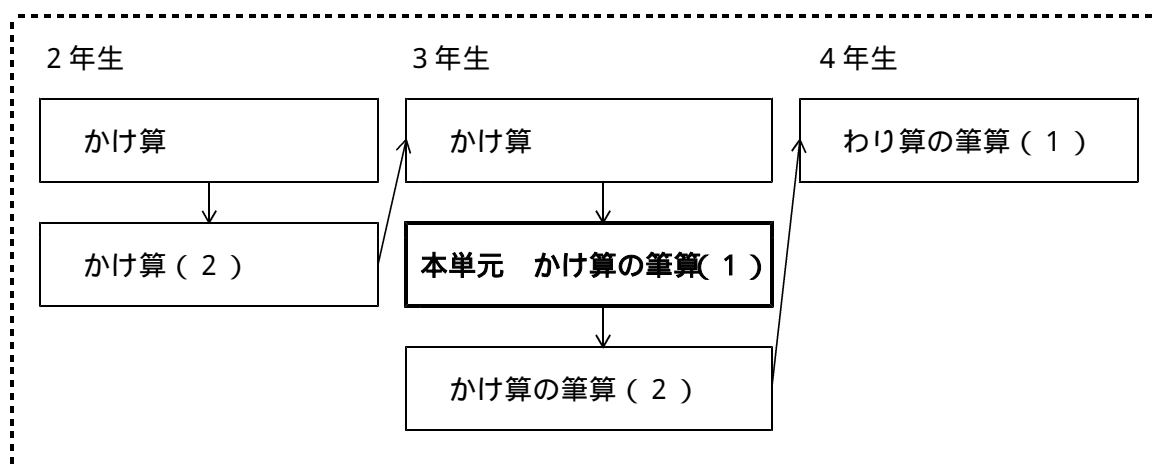 2年生
かけ算
かけ算(2)
3年生
かけ算
本単元　かけ算の筆算(1)
かけ算の筆算(2)
4年生
わり算の筆算(1)